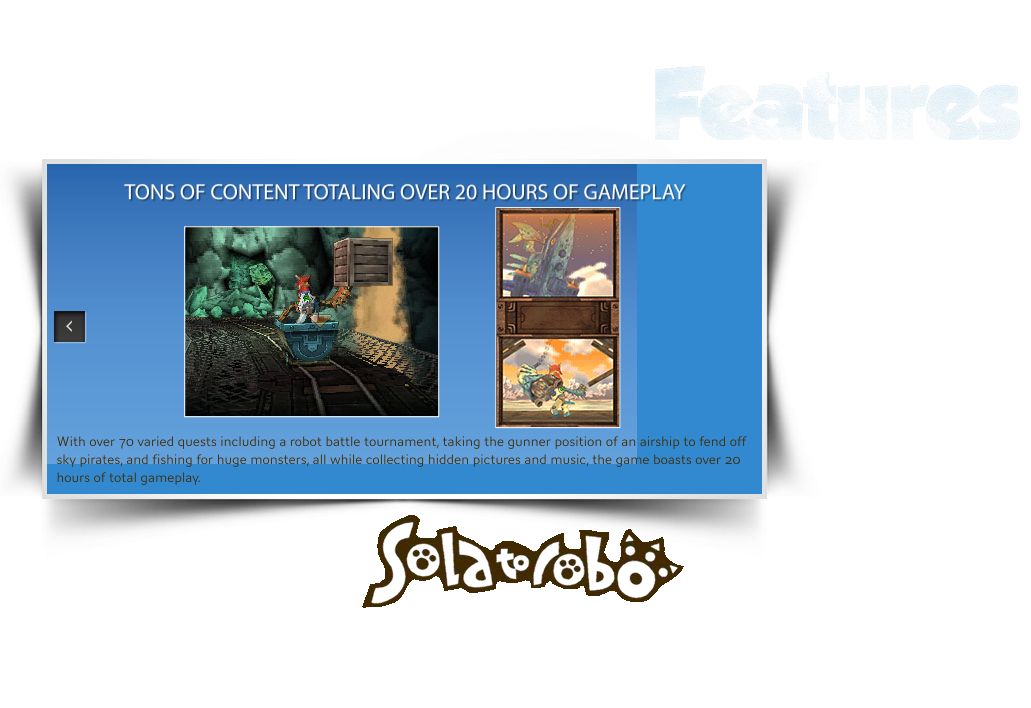 Features
TONS OF CONTENT TOTALING OVER 20 HOURS OF GAMEPLAY
With over 70 varied quests including a robot battle tournament, taking the gunner position of an airship to fend off
sky pirates, and fishing for huge monsters, all while collecting hidden pictures and music, the game boasts over 20
hours of total gameplay.
Solatorobo